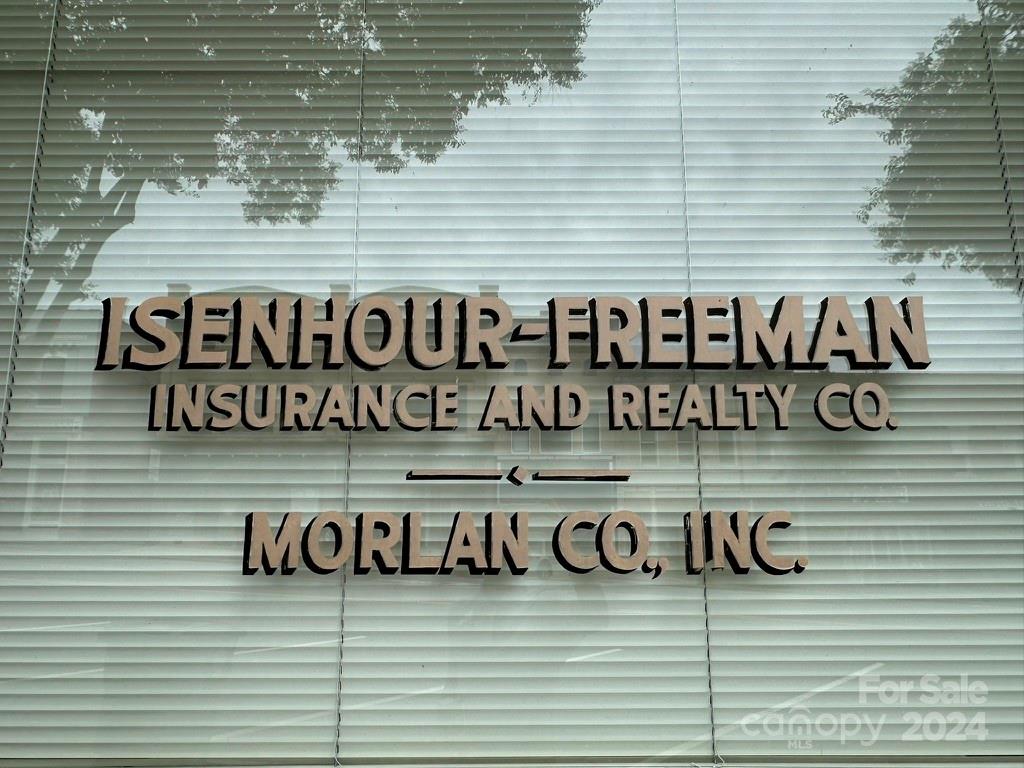 ISENHOUR-FREEMAN
INSURANCE AND REALTY CO.
MORLAN CO., INC.
For Sale
canopy 2024
MLS